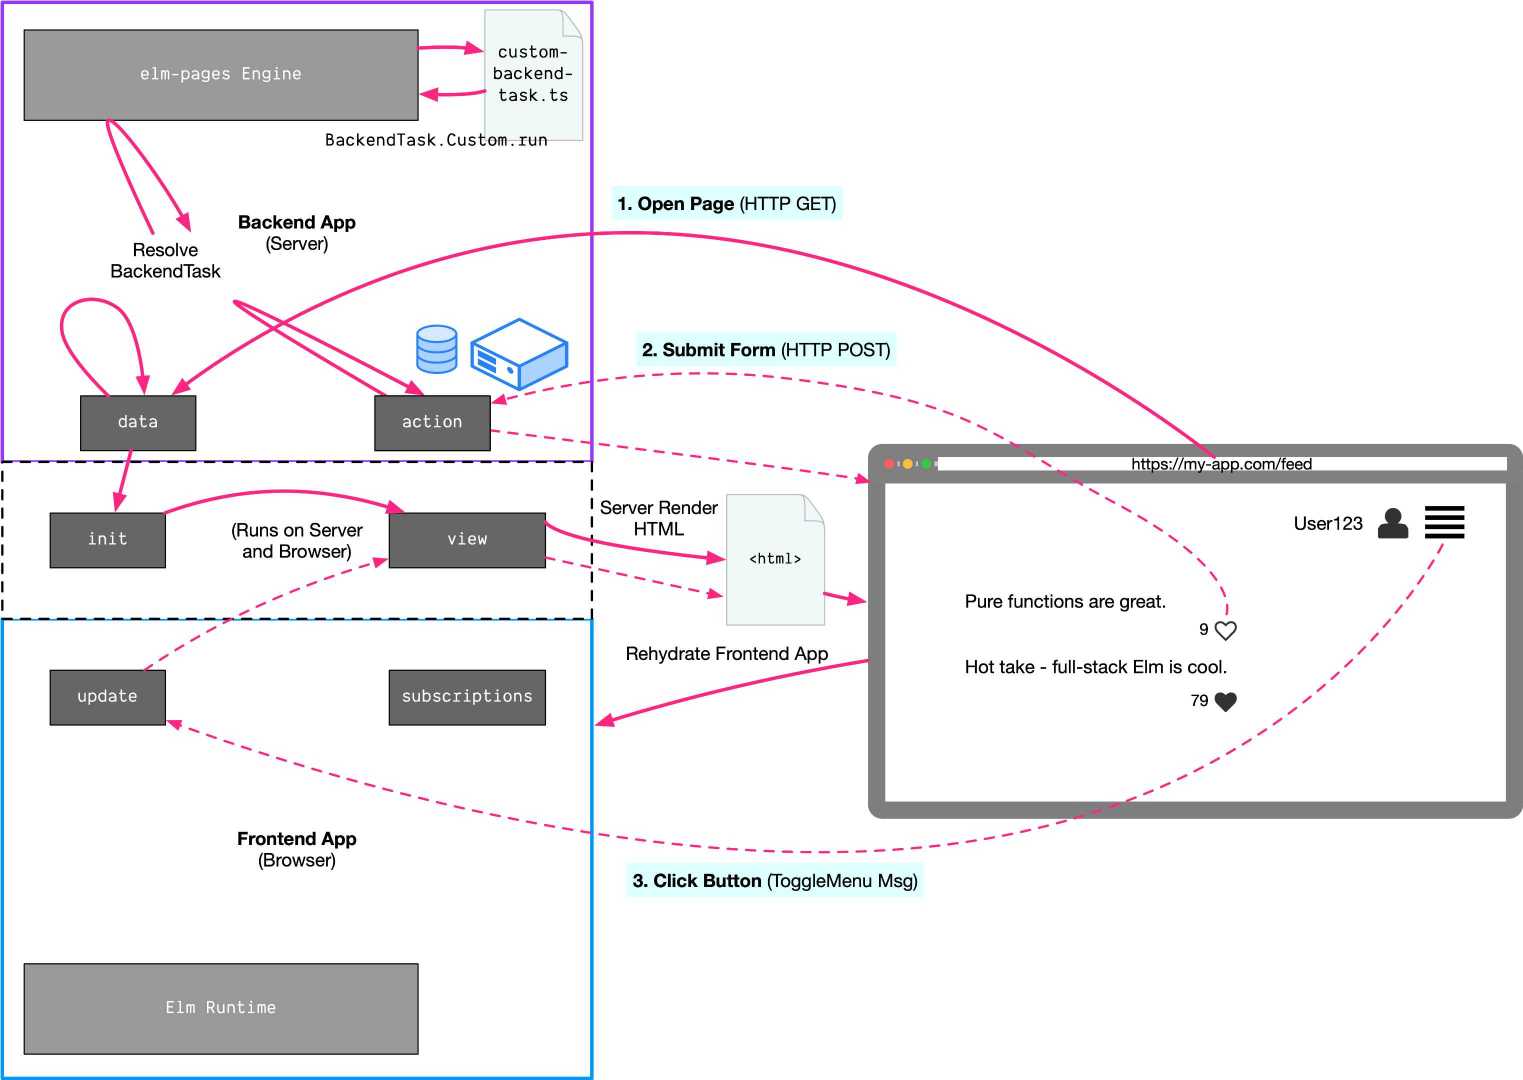 elm-pages Engine
custom-
backend-
task.ts
BackendTask.Custom.run
Backend App
(Server)
Resolve
BackendTask
1. Open Page (HTTP GET)
2. Submit Form (HTTP POST)
data
action
https://my-app.com/feed
init
(Runs on Server
and Browser)
view
Server Render
HTML
<html>
User123
Pure functions are great.
9
Hot take - full-stack Elm is cool.
79
Rehydrate Frontend App
update
subscriptions
Frontend App
(Browser)
3. Click Button (ToggleMenu Msg)
Elm Runtime